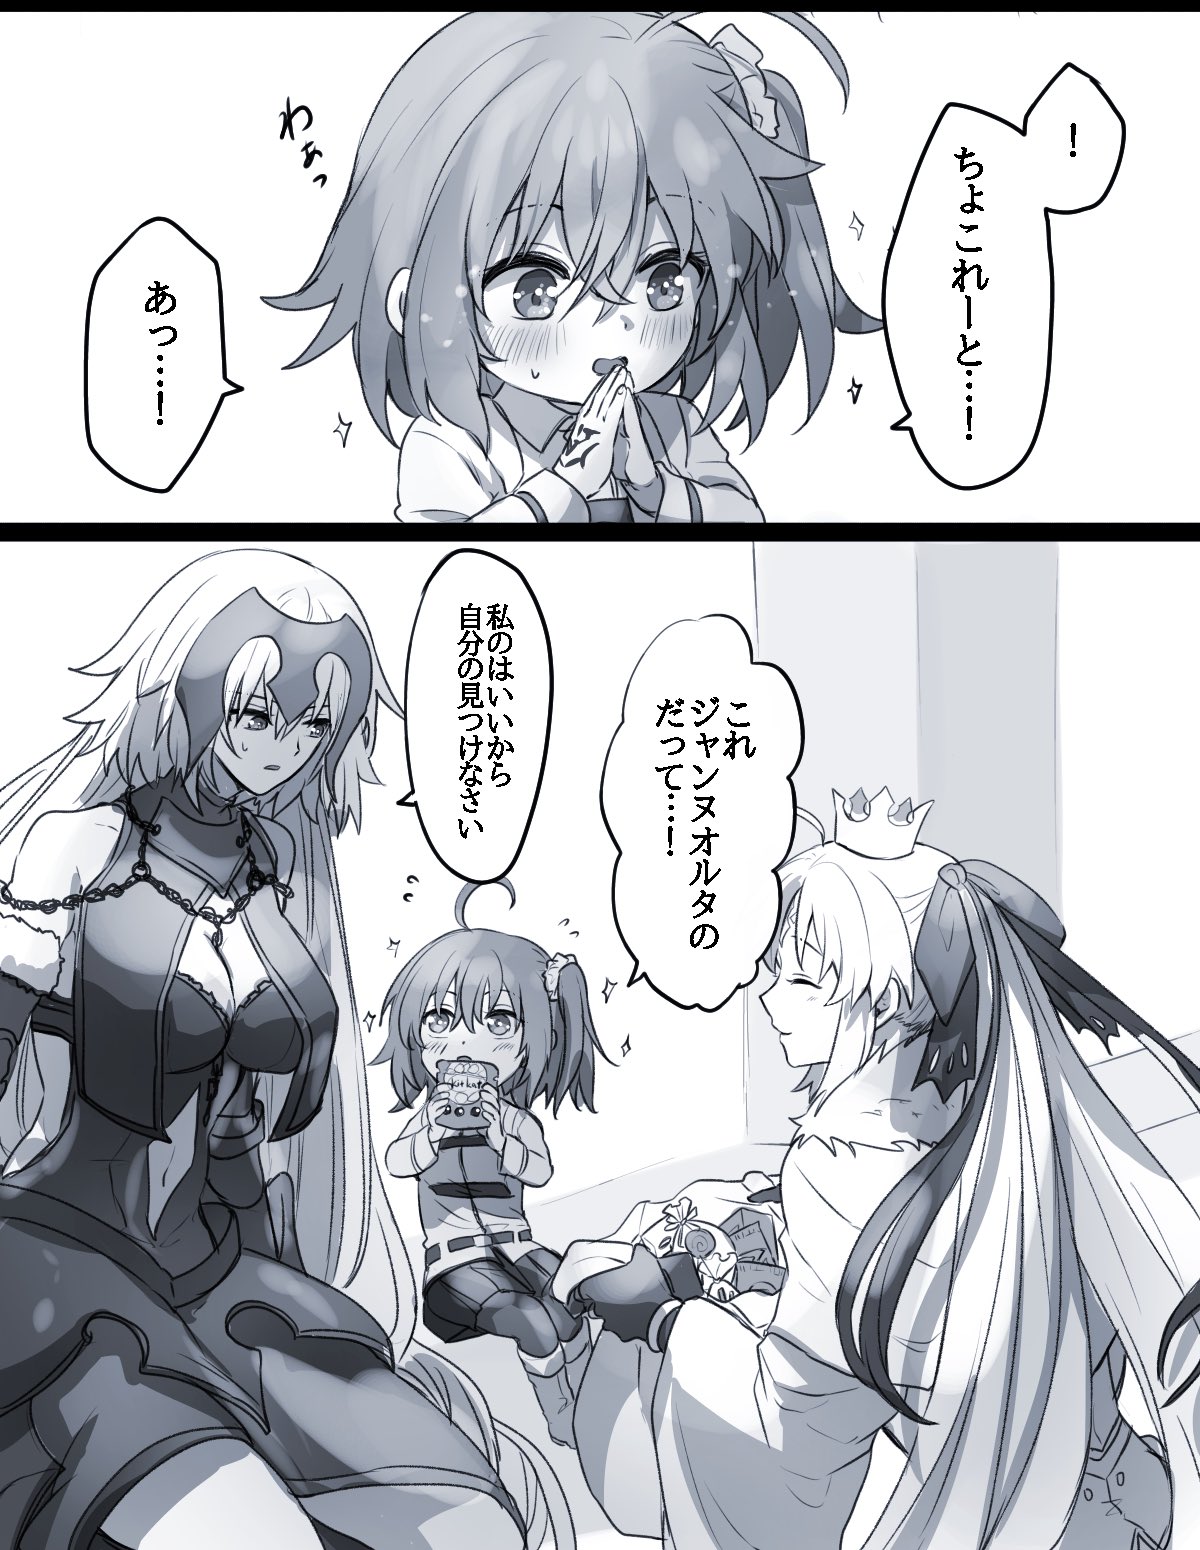 !
ちょこれーと…!
わぁっ
あっ…!
これ
ジャンヌオルタの
だって…!
私のはいいから
自分の見つけなさい
kitkat